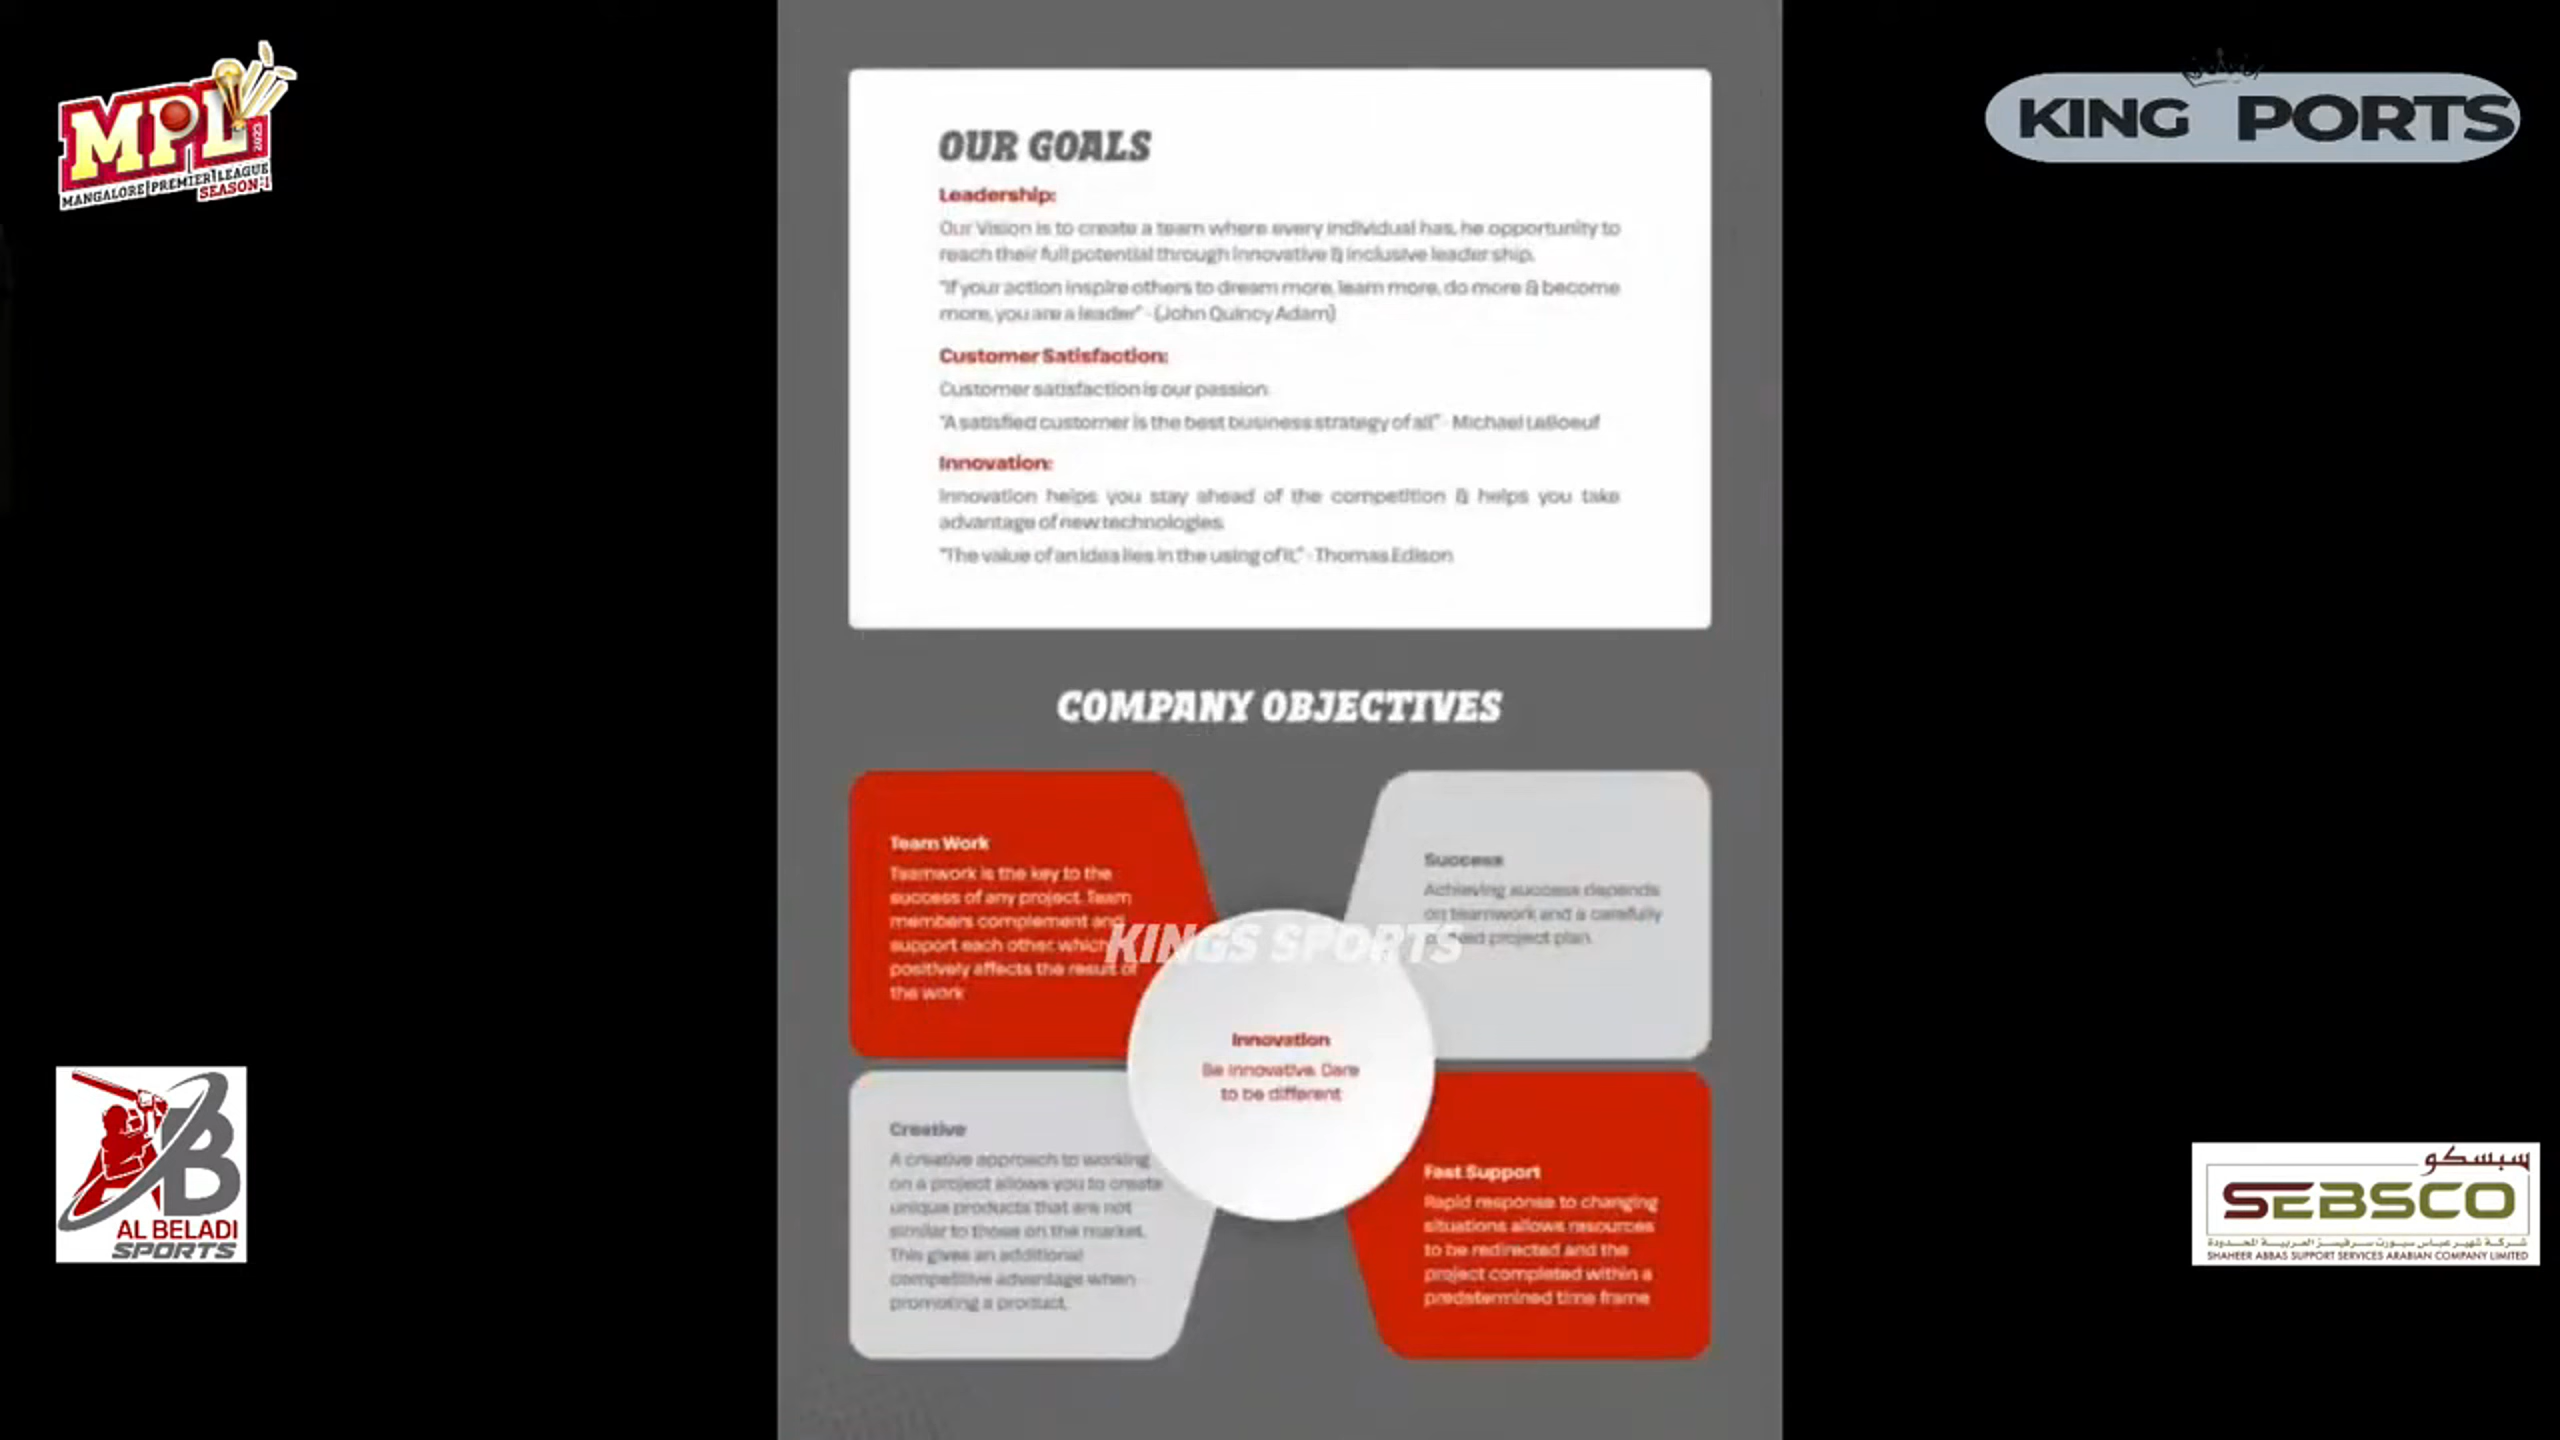 MPL
2023
MANGALORE PREMIER LEAGUE
SEASON-1
KING PORTS
OUR GOALS
Leadership:
Our Vision is to create a team where every individual has, he opportunity to
reach their full potential through innovative & inclusive leader ship.
"If your action inspire others to dream more, learn more, do more & become
more, you are a leader" - (John Quincy Adam)
Customer Satisfaction:
Customer satisfaction is our passion
"A satisfied customer is the best business strategy of all" - Michael LeBoeuf
Innovation:
Innovation helps you stay ahead of the competition & helps you take
advantage of new technologies.
"The value of an idea lies in the using of it." - Thomas Edison
COMPANY OBJECTIVES
Team Work
Teamwork is the key to the
success of any project. Team
members complement and
support each other, which
positively affects the result of
the work
Success
Achieving success depends
on teamwork and a carefully
project plan.
KINGS SPORTS
Innovation
Be innovative. Dare
to be different
Creative
A creative approach to working
on a project allows you to create
unique products that are not
similar to those on the market.
This gives an additional
competitive advantage when
promoting a product.
Fast Support
Rapid response to changing
situations allows resources
to be redirected and the
project completed within a
predetermined time frame
AB
AL BELADI
SPORTS
سبسكو
SEBSCO
شركة شهير عباس سبورت سرفيسز العربية المحدودة
SHAHEER ABBAS SUPPORT SERVICES ARABIAN COMPANY LIMITED